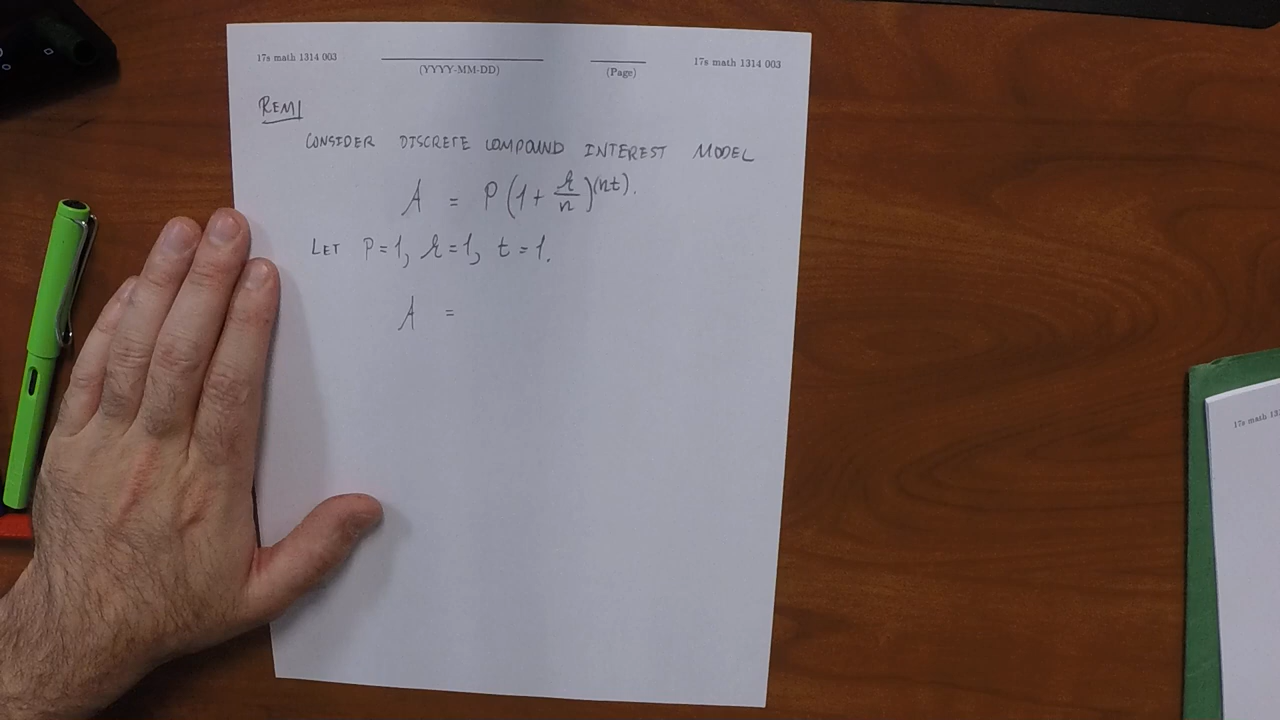 17s math 1314 003 (YYYY-MM-DD) (Page) 17s math 1314 003
REM|
CONSIDER DISCRETE COMPOUND INTEREST MODEL
A = P(1 + r/n)^(nt).
LET P=1, r=1, t=1.
A =
17s math 13